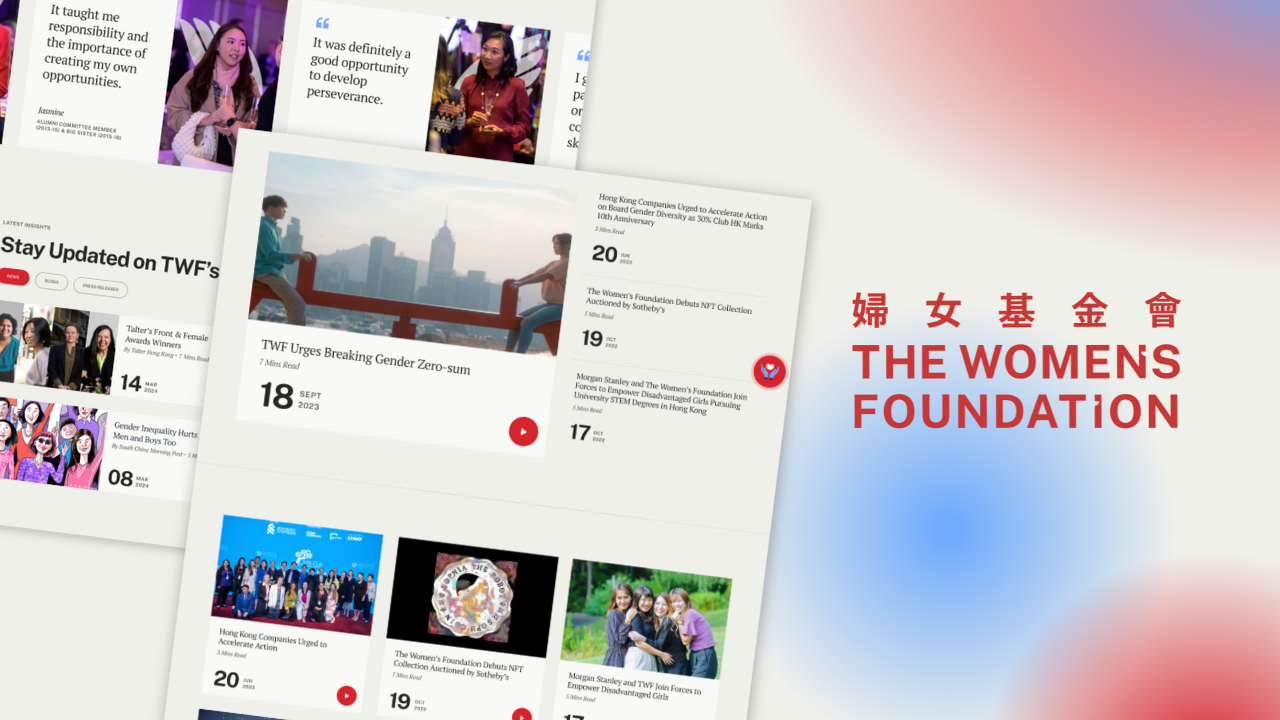 It taught me
responsibility and
the importance of
creating my own
opportunities.
Jasmine
ALUMNI COMMITTEE MEMBER
(2013-15) & BIG SISTER (2015-16)
It was definitely a
good opportunity
to develop
perseverance.
LATEST INSIGHTS
Stay Updated on TWF's
NEWS
BLOGS
PRESS RELEASES
Tatler's Front & Female
Awards Winners
By Tatler Hong Kong • 7 Mins Read
14 MAR
2024
Gender Inequality Hurts
Men and Boys Too
By South China Morning Post • 5 M
08 MAR
2024
TWF Urges Breaking Gender Zero-sum
7 Mins Read
18 SEPT
2023
Hong Kong Companies Urged to Accelerate Action
on Board Gender Diversity as 30% Club HK Marks
10th Anniversary
3 Mins Read
20 JUN
2023
The Women's Foundation Debuts NFT Collection
Auctioned by Sotheby's
5 Mins Read
19 OCT
2022
Morgan Stanley and The Women's Foundation Join
Forces to Empower Disadvantaged Girls Pursuing
University STEM Degrees in Hong Kong
5 Mins Read
17 OCT
2022
Hong Kong Companies Urged to
Accelerate Action
3 Mins Read
20 JUN
2023
The Women's Foundation Debuts NFT
Collection Auctioned by Sotheby's
7 Mins Read
19 OCT
2022
Morgan Stanley and TWF Join Forces to
Empower Disadvantaged Girls
5 Mins Read
17 OCT
婦女基金會
THE WOMENS
FOUNDATION